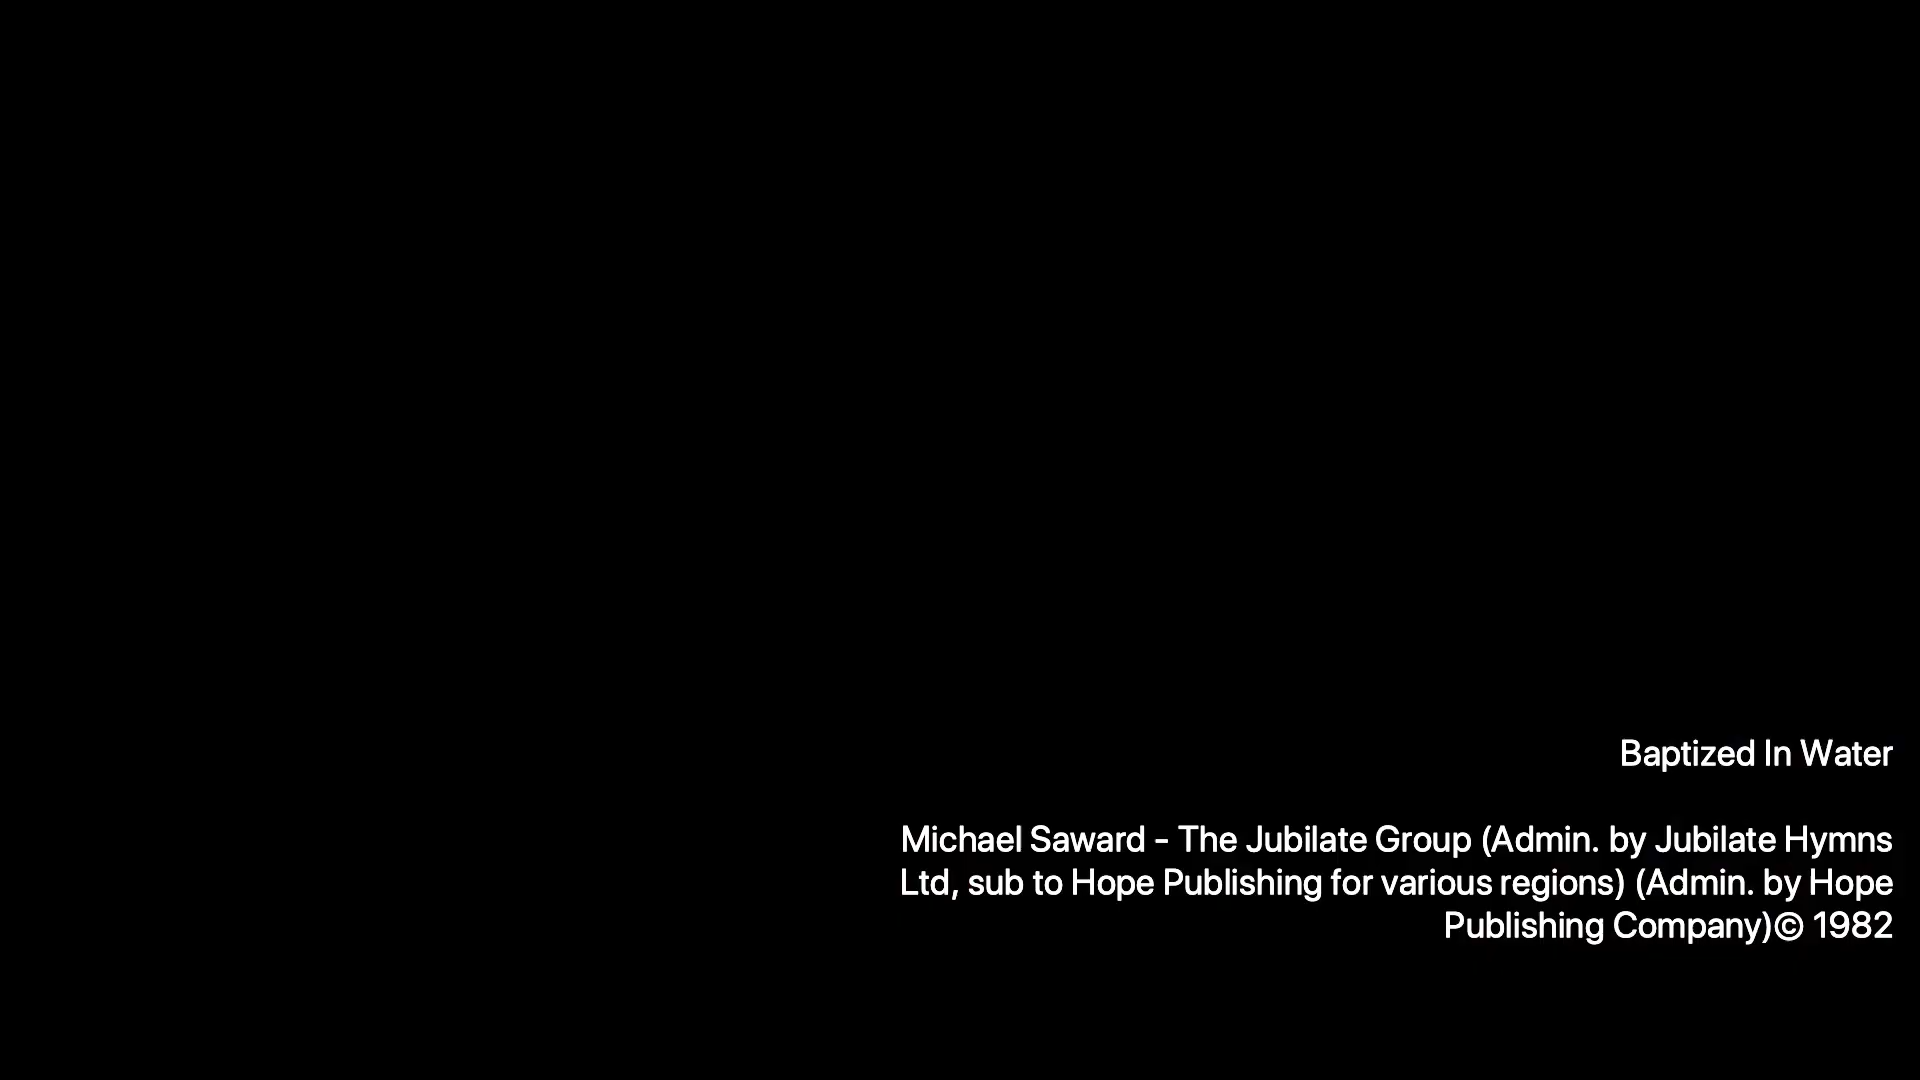 Baptized In Water
Michael Saward - The Jubilate Group (Admin. by Jubilate Hymns
Ltd, sub to Hope Publishing for various regions) (Admin. by Hope
Publishing Company)© 1982